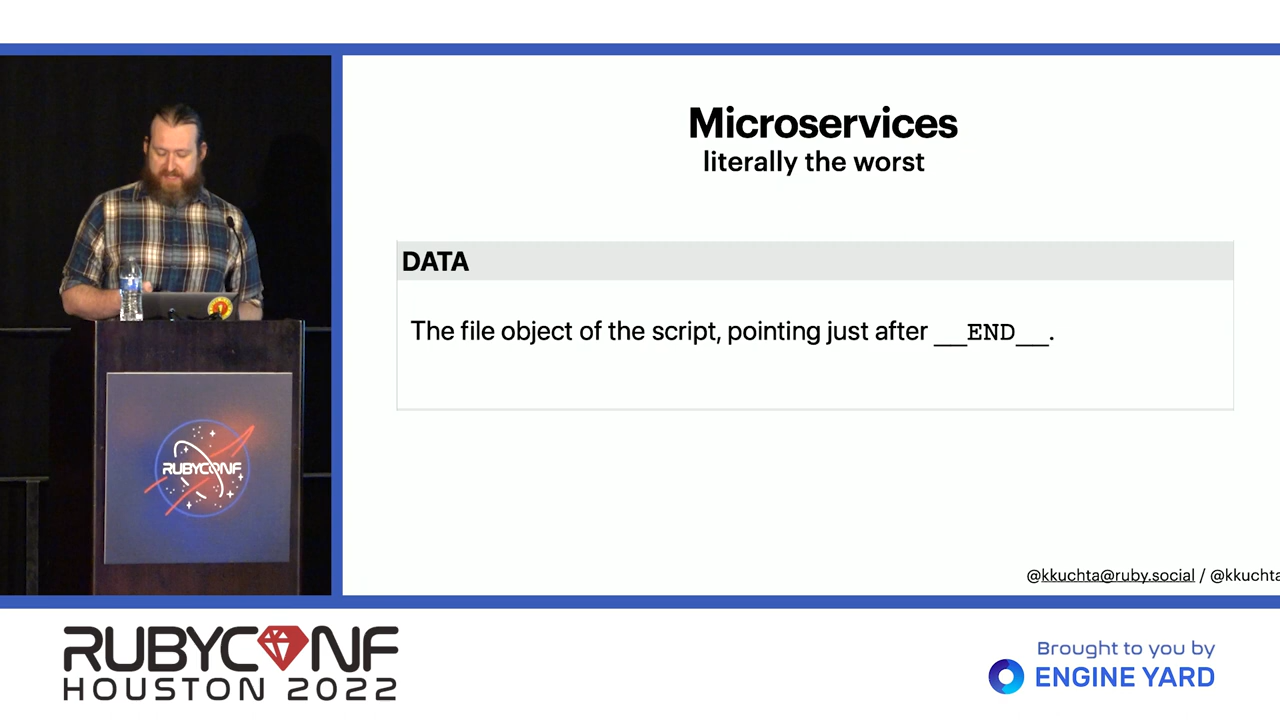 Microservices
literally the worst
DATA
The file object of the script, pointing just after __END__.
@kkuchta@ruby.social / @kkuchta
RUBYCONF
RUBYCONF
HOUSTON 2022
Brought to you by
ENGINE YARD